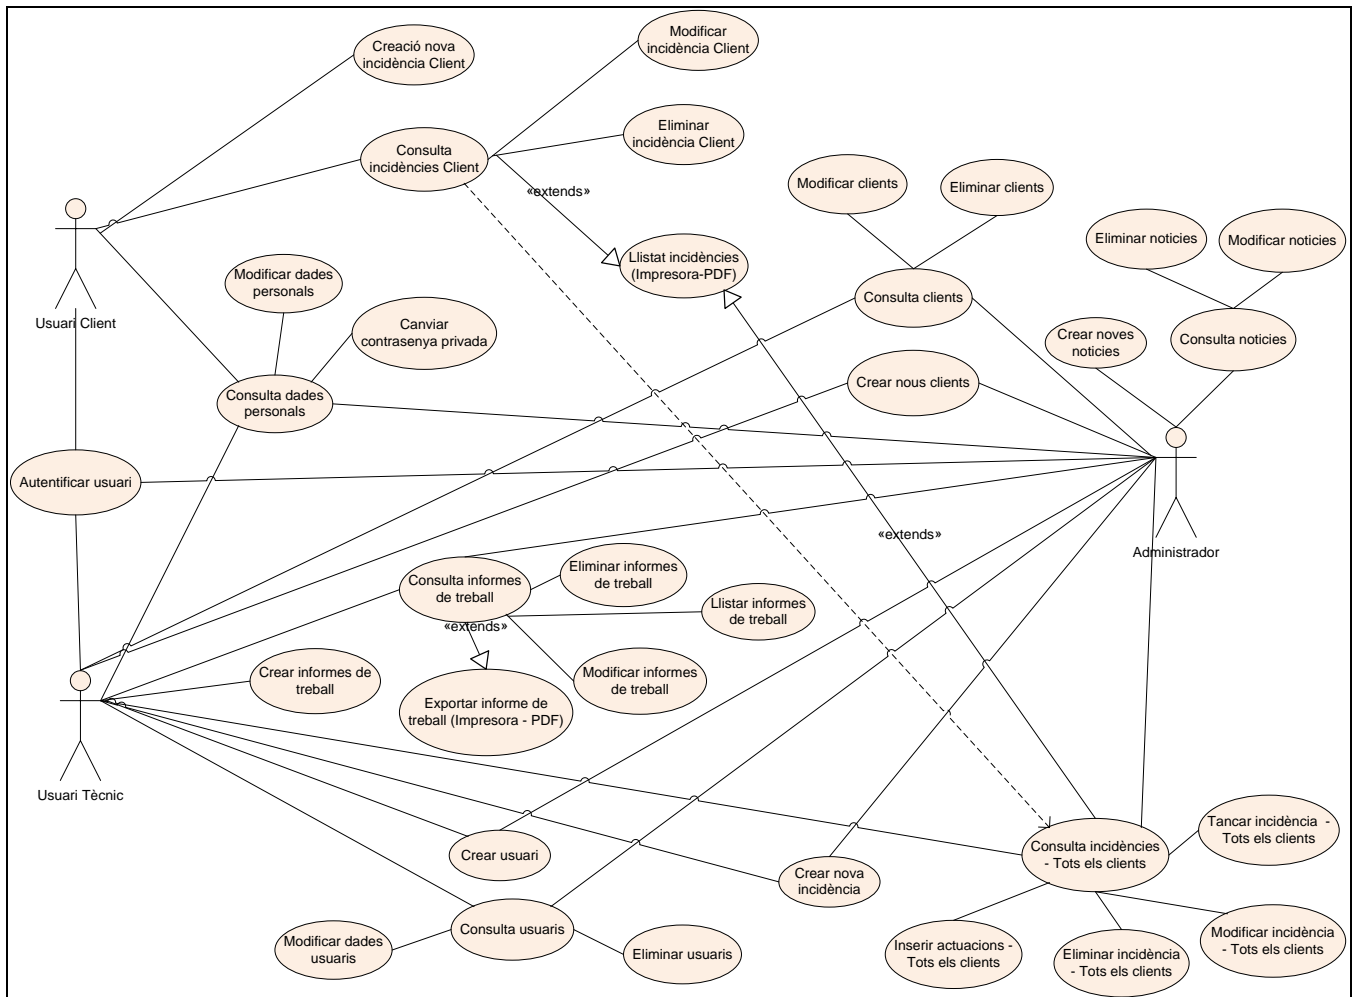 Creació nova
incidència Client
Modificar
incidència Client
Consulta
incidències Client
Eliminar
incidència Client
«extends»
Modificar clients
Eliminar clients
Eliminar noticies
Modificar noticies
Llistat incidències
(Impresora-PDF)
Modificar dades
personals
Usuari Client
Canviar
contrasenya privada
Consulta clients
Crear noves
noticies
Consulta noticies
Consulta dades
personals
Crear nous clients
Autentificar usuari
«extends»
Administrador
Consulta informes
de treball
Eliminar informes
de treball
Llistar informes
de treball
«extends»
Crear informes de
treball
Modificar informes
de treball
Exportar informe de
treball (Impresora - PDF)
Usuari Tècnic
Crear usuari
Crear nova
incidència
Consulta incidències
- Tots els clients
Tancar incidència -
Tots els clients
Modificar dades
usuaris
Consulta usuaris
Eliminar usuaris
Inserir actuacions -
Tots els clients
Eliminar incidència
- Tots els clients
Modificar incidència
- Tots els clients